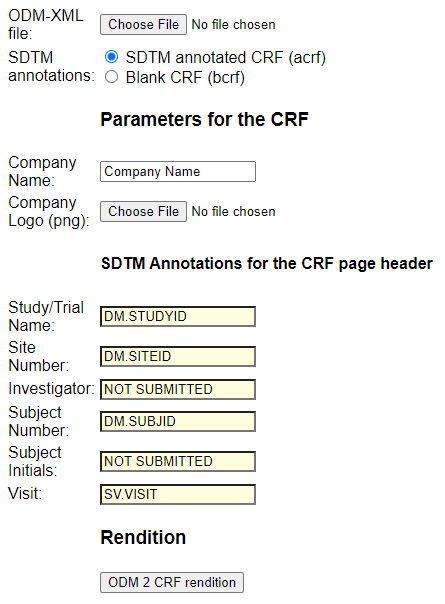 ODM-XML
file:
Choose File No file chosen
SDTM
annotations:
SDTM annotated CRF (acrf)
Blank CRF (bcrf)
Parameters for the CRF
Company
Name:
Company Name
Company
Logo (png):
Choose File No file chosen
SDTM Annotations for the CRF page header
Study/Trial
Name:
DM.STUDYID
Site
Number:
DM.SITEID
Investigator:
NOT SUBMITTED
Subject
Number:
DM.SUBJID
Subject
Initials:
NOT SUBMITTED
Visit:
SV.VISIT
Rendition
ODM 2 CRF rendition